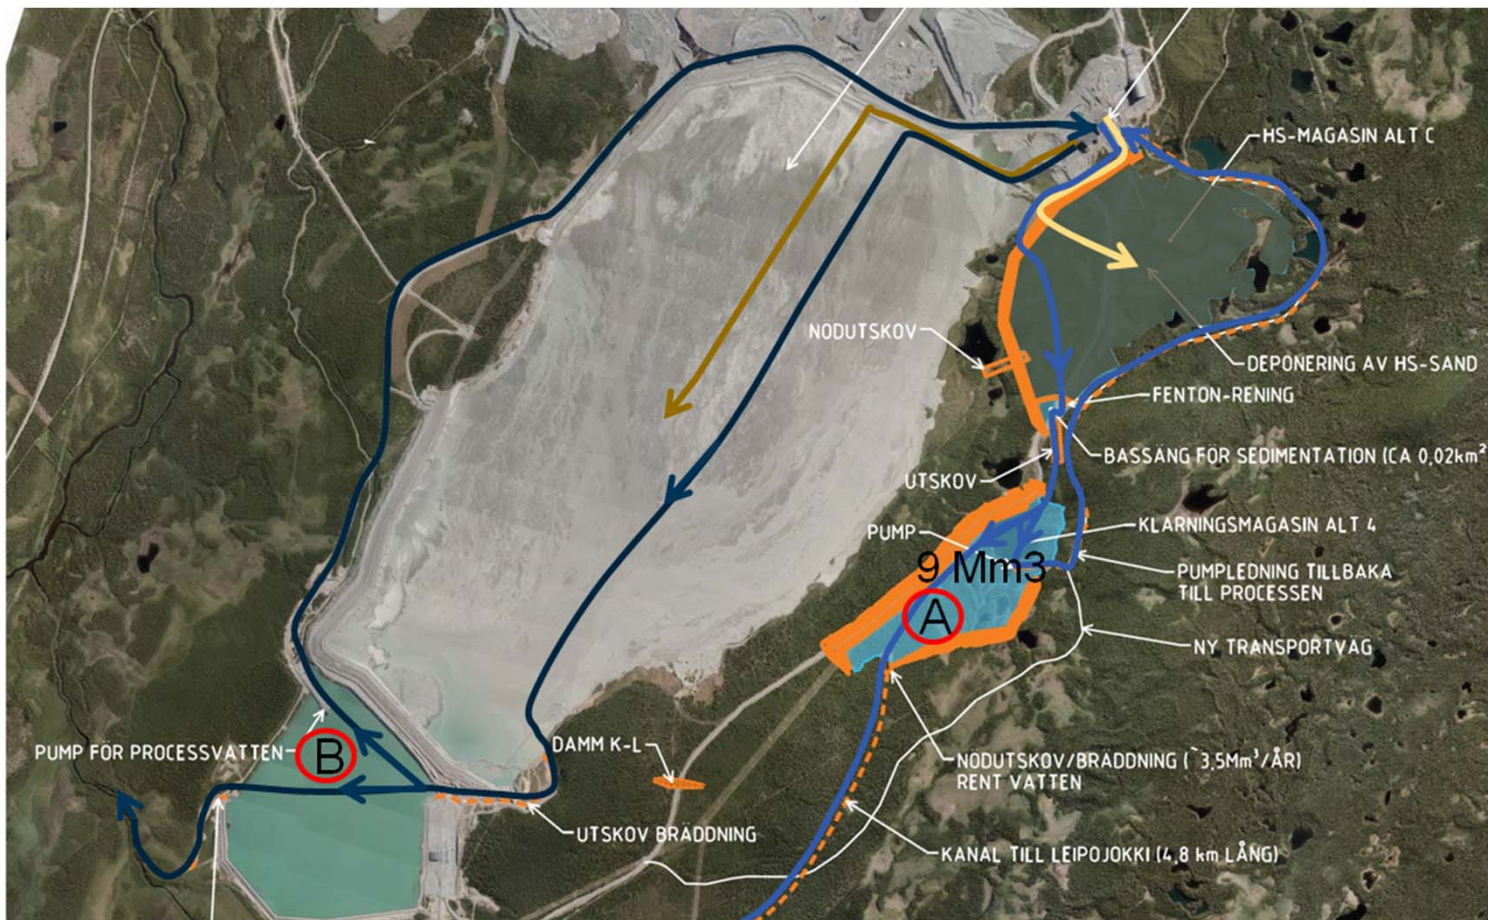 HS-MAGASIN ALT C
NÖDUTSKOV
DEPONERING AV HS-SAND
FENTON-RENING
BASSÄNG FÖR SEDIMENTATION (CA 0,02km²
UTSKOV
KLARNINGSMAGASIN ALT 4
PUMP
9 Mm3
PUMPLEDNING TILLBAKA
TILL PROCESSEN
A
NY TRANSPORTVÄG
DAMM K-L
PUMP FÖR PROCESSVATTEN
B
NÖDUTSKOV/BRÄDDNING (~3,5Mm³/ÅR)
RENT VATTEN
UTSKOV BRÄDDNING
KANAL TILL LEIPOJOKKI (4,8 km LÅNG)